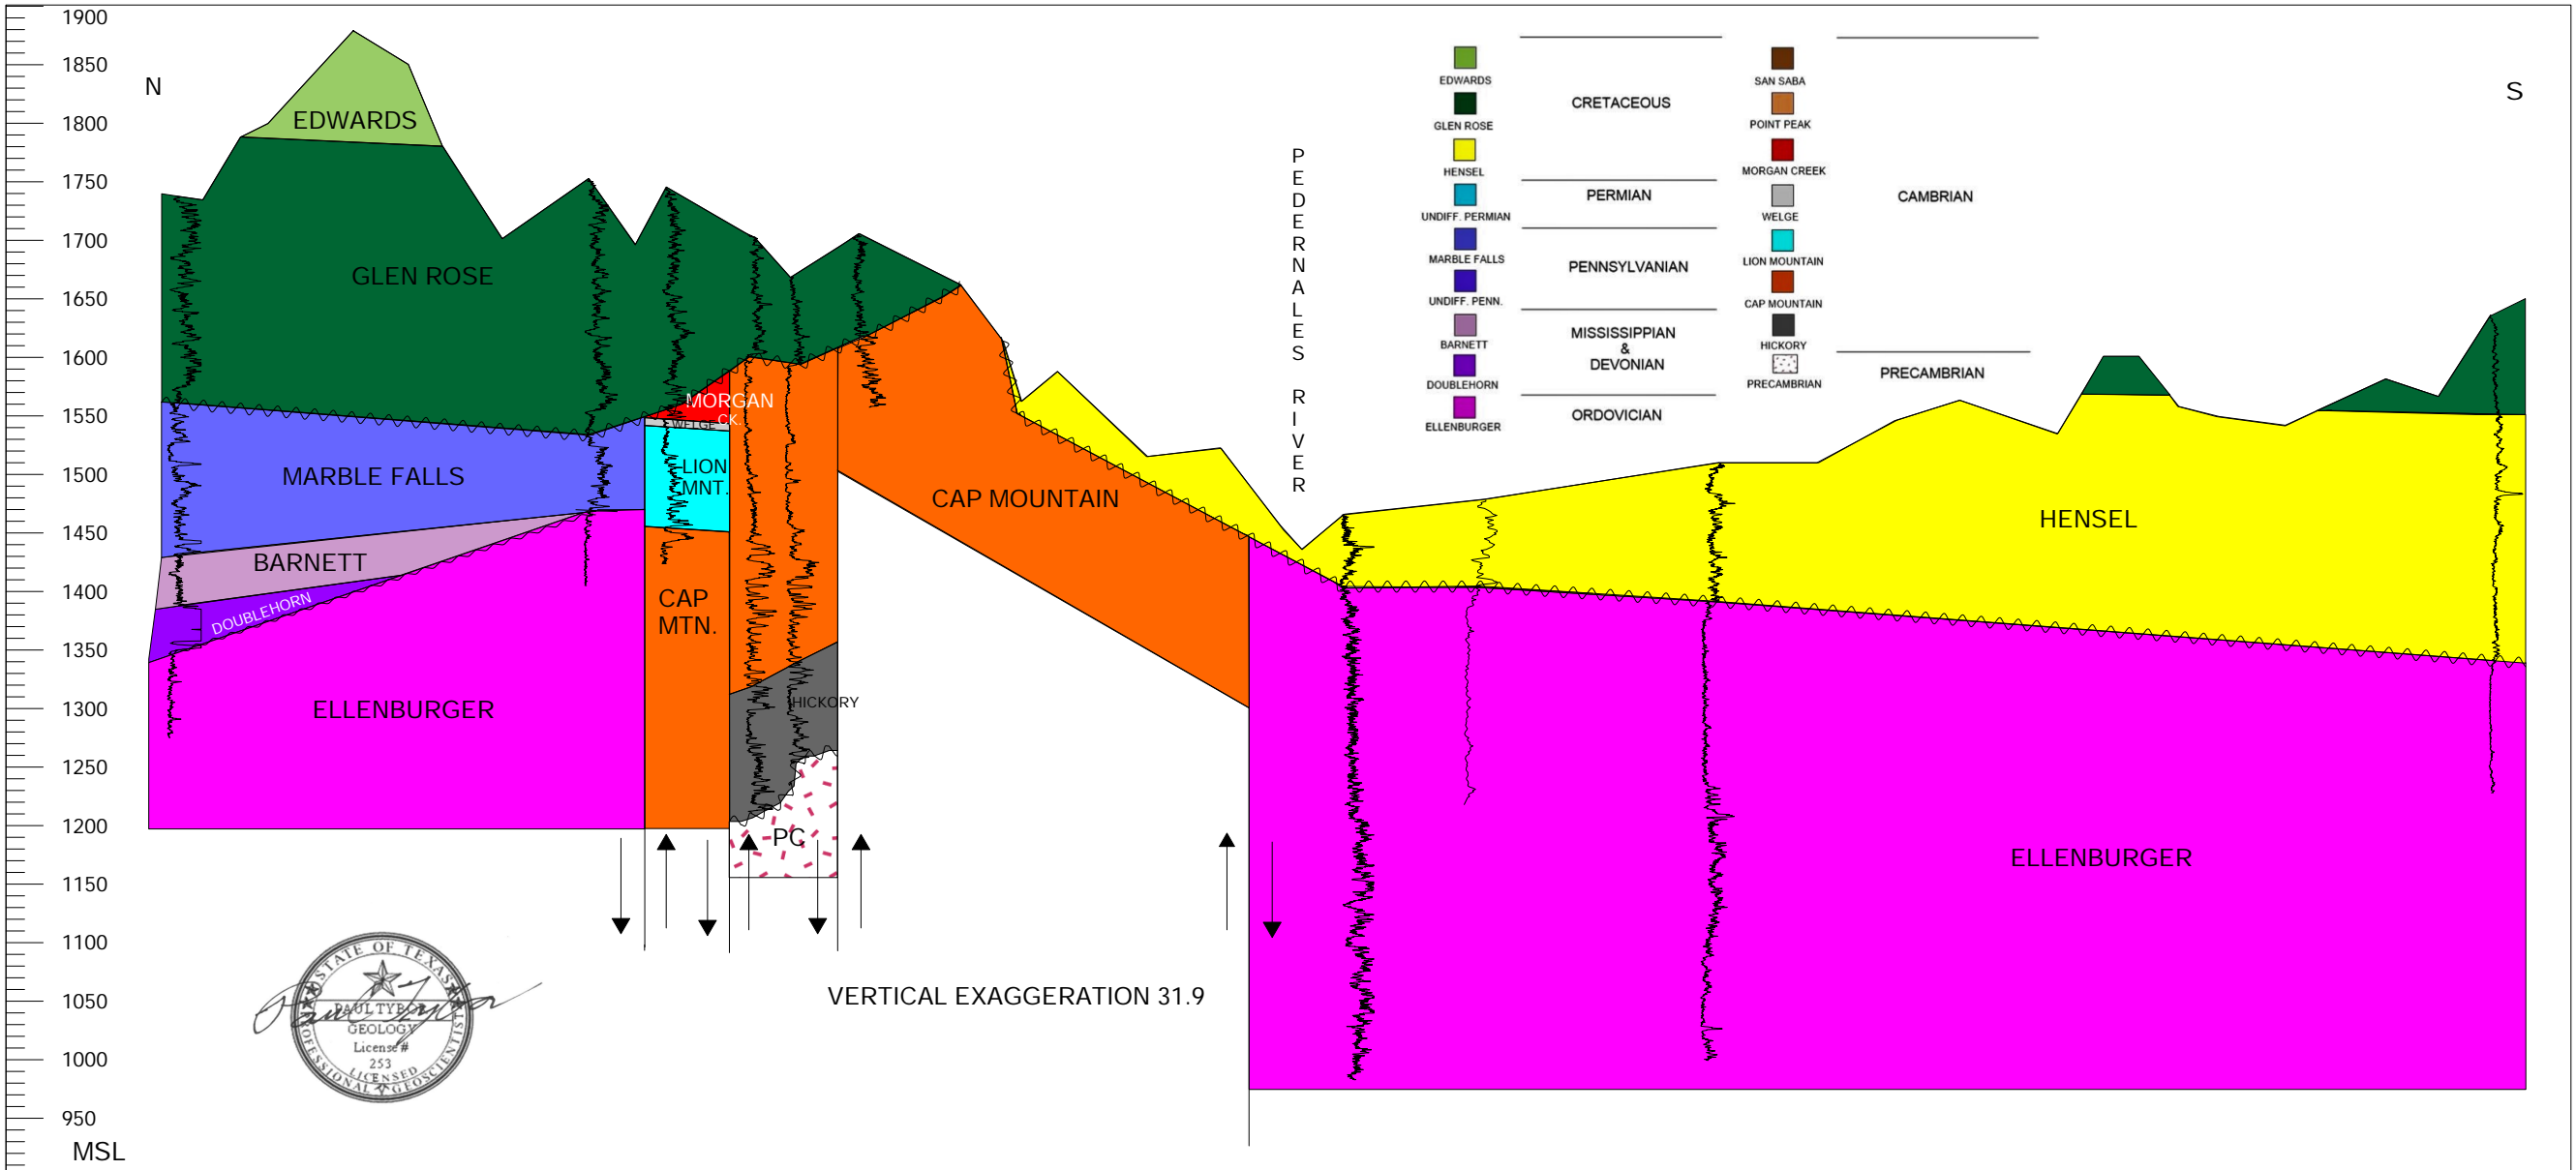 1900
1850
1800
1750
1700
1650
1600
1550
1500
1450
1400
1350
1300
1250
1200
1150
1100
1050
1000
950
MSL
N
S
EDWARDS
GLEN ROSE
MARBLE FALLS
BARNETT
DOUBLEHORN
ELLENBURGER
MORGAN
CK.
WELGE
LION
MNT.
CAP
MTN.
HICKORY
PC
CAP MOUNTAIN
PEDERNALES RIVER
HENSEL
ELLENBURGER
VERTICAL EXAGGERATION 31.9
EDWARDS
GLEN ROSE
HENSEL
UNDIFF. PERMIAN
MARBLE FALLS
UNDIFF. PENN.
BARNETT
DOUBLEHORN
ELLENBURGER
CRETACEOUS
PERMIAN
PENNSYLVANIAN
MISSISSIPPIAN
&
DEVONIAN
ORDOVICIAN
SAN SABA
POINT PEAK
MORGAN CREEK
WELGE
LION MOUNTAIN
CAP MOUNTAIN
HICKORY
PRECAMBRIAN
CAMBRIAN
PRECAMBRIAN
STATE OF TEXAS
PAUL TYBOR
GEOLOGY
License #
253
LICENSED
PROFESSIONAL GEOSCIENTIST